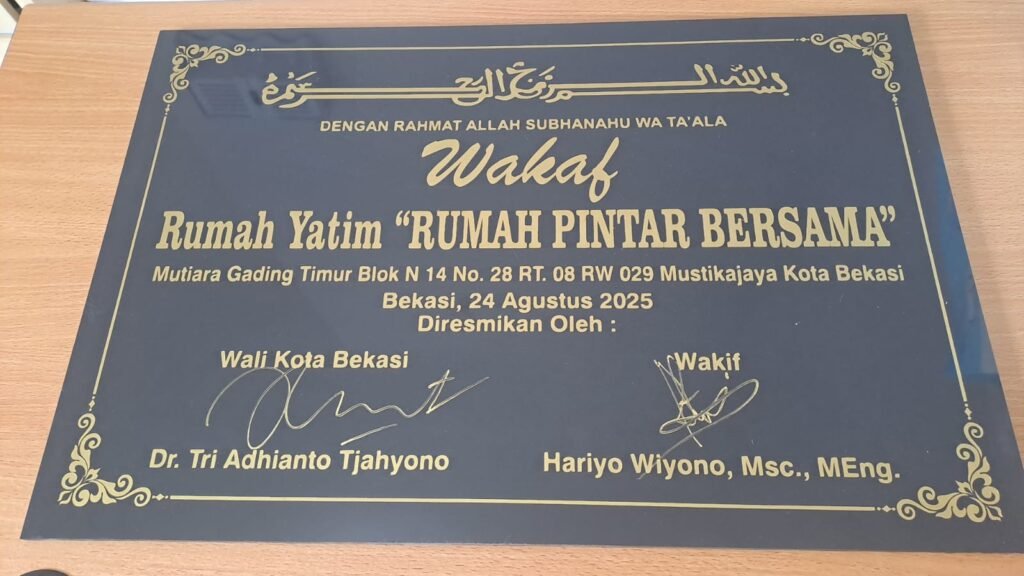 بسم الله الرحمن الرحيم
DENGAN RAHMAT ALLAH SUBHANAHU WA TA'ALA
Wakaf
Rumah Yatim “RUMAH PINTAR BERSAMA”
Mutiara Gading Timur Blok N 14 No. 28 RT. 08 RW 029 Mustikajaya Kota Bekasi
Bekasi, 24 Agustus 2025
Diresmikan Oleh :
Wali Kota Bekasi
Dr. Tri Adhianto Tjahyono
Wakif
Hariyo Wiyono, Msc., MEng.